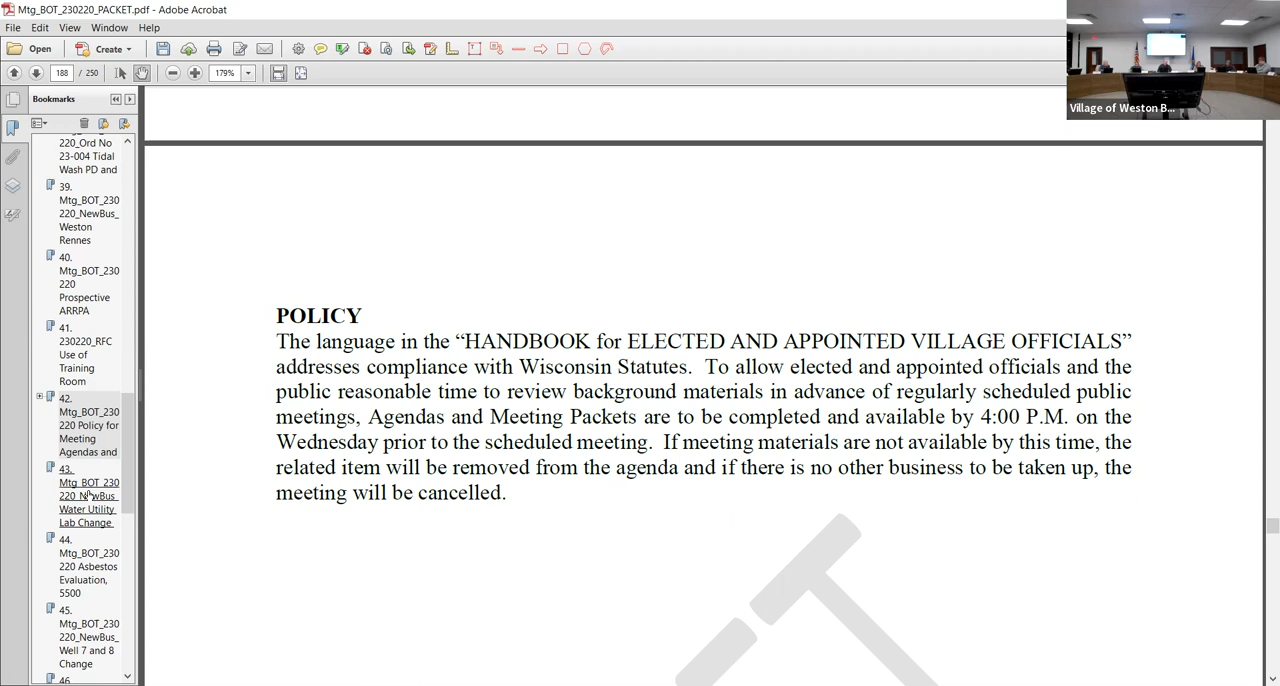 Mtg_BOT_230220_PACKET.pdf - Adobe Acrobat
File Edit View Window Help
Open Create
188 / 250 179%
Village of Weston B...
Bookmarks
220_Ord No
23-004 Tidal
Wash PD and
39.
Mtg_BOT_230
220_NewBus_
Weston
Rennes
40.
Mtg_BOT_230
220
Prospective
ARRPA
41.
230220_RFC
Use of
Training
Room
42.
Mtg_BOT_230
220 Policy for
Meeting
Agendas and
43.
Mtg_BOT_230
220_NewBus_
Water Utility
Lab Change
44.
Mtg_BOT_230
220 Asbestos
Evaluation,
5500
45.
Mtg_BOT_230
220_NewBus_
Well 7 and 8
Change
46.
POLICY
The language in the “HANDBOOK for ELECTED AND APPOINTED VILLAGE OFFICIALS”
addresses compliance with Wisconsin Statutes. To allow elected and appointed officials and the
public reasonable time to review background materials in advance of regularly scheduled public
meetings, Agendas and Meeting Packets are to be completed and available by 4:00 P.M. on the
Wednesday prior to the scheduled meeting. If meeting materials are not available by this time, the
related item will be removed from the agenda and if there is no other business to be taken up, the
meeting will be cancelled.